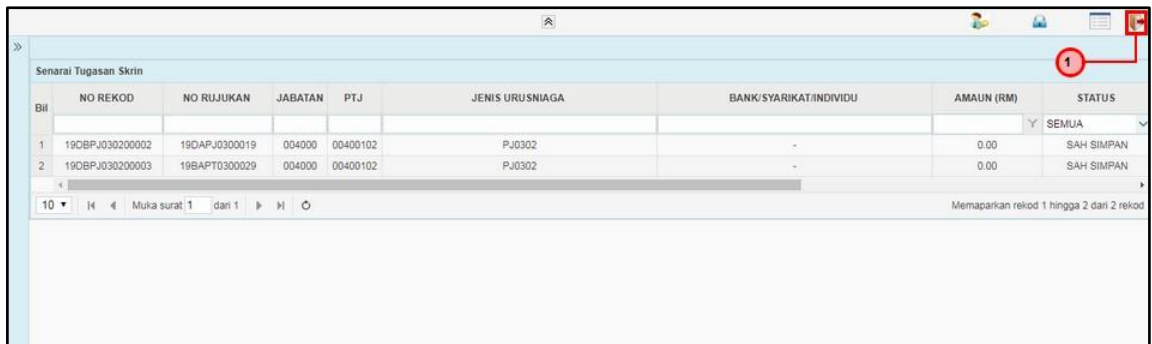 1
Senarai Tugasan Skrin
Bil NO REKOD NO RUJUKAN JABATAN PTJ JENIS URUSNIAGA BANK/SYARIKAT/INDIVIDU AMAUN (RM) STATUS
SEMUA
1 19DBPJ030200002 19DAPJ0300019 004000 00400102 PJ0302 - 0.00 SAH SIMPAN
2 19DBPJ030200003 19BAPT0300029 004000 00400102 PJ0302 - 0.00 SAH SIMPAN
10 Muka surat 1 dari 1 Memaparkan rekod 1 hingga 2 dari 2 rekod